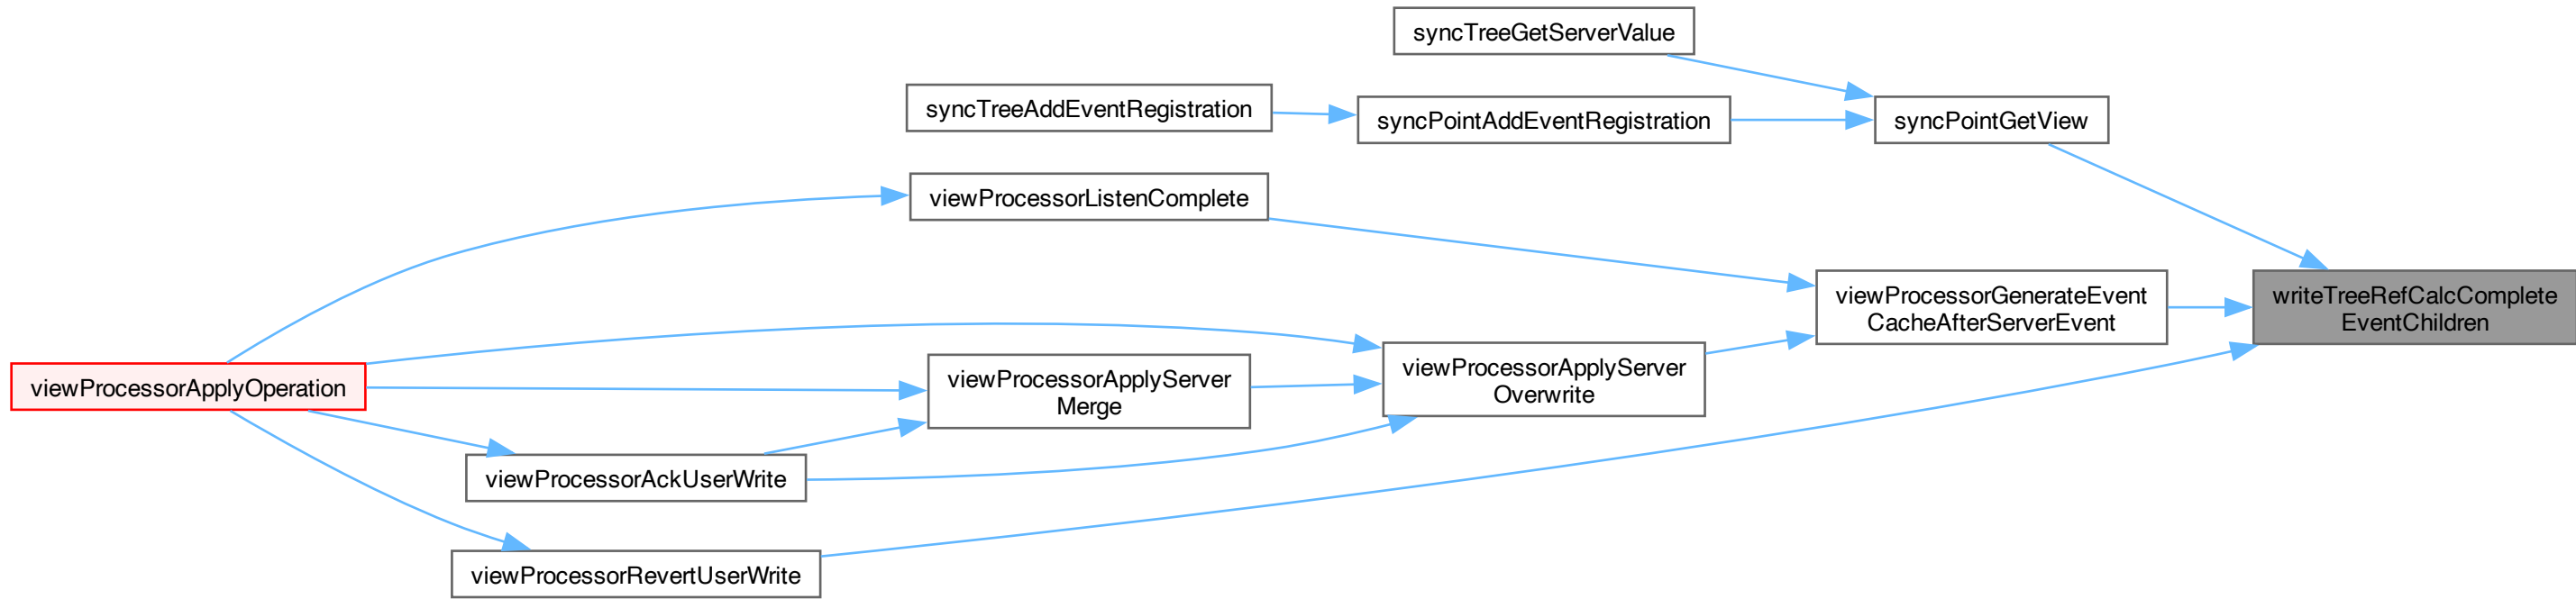 syncTreeGetServerValue
syncTreeAddEventRegistration
syncPointAddEventRegistration
syncPointGetView
viewProcessorListenComplete
viewProcessorGenerateEvent
CacheAfterServerEvent
writeTreeRefCalcComplete
EventChildren
viewProcessorApplyOperation
viewProcessorApplyServer
Merge
viewProcessorApplyServer
Overwrite
viewProcessorAckUserWrite
viewProcessorRevertUserWrite